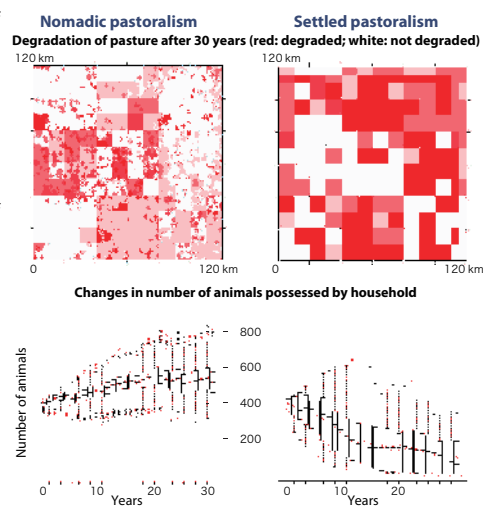 Nomadic pastoralism
Settled pastoralism
Degradation of pasture after 30 years (red: degraded; white: not degraded)
120 km
120 km
0
120 km
0
120 km
Changes in number of animals possessed by household
Number of animals
800
600
400
200
0
10
20
30
Years
0
10
20
Years